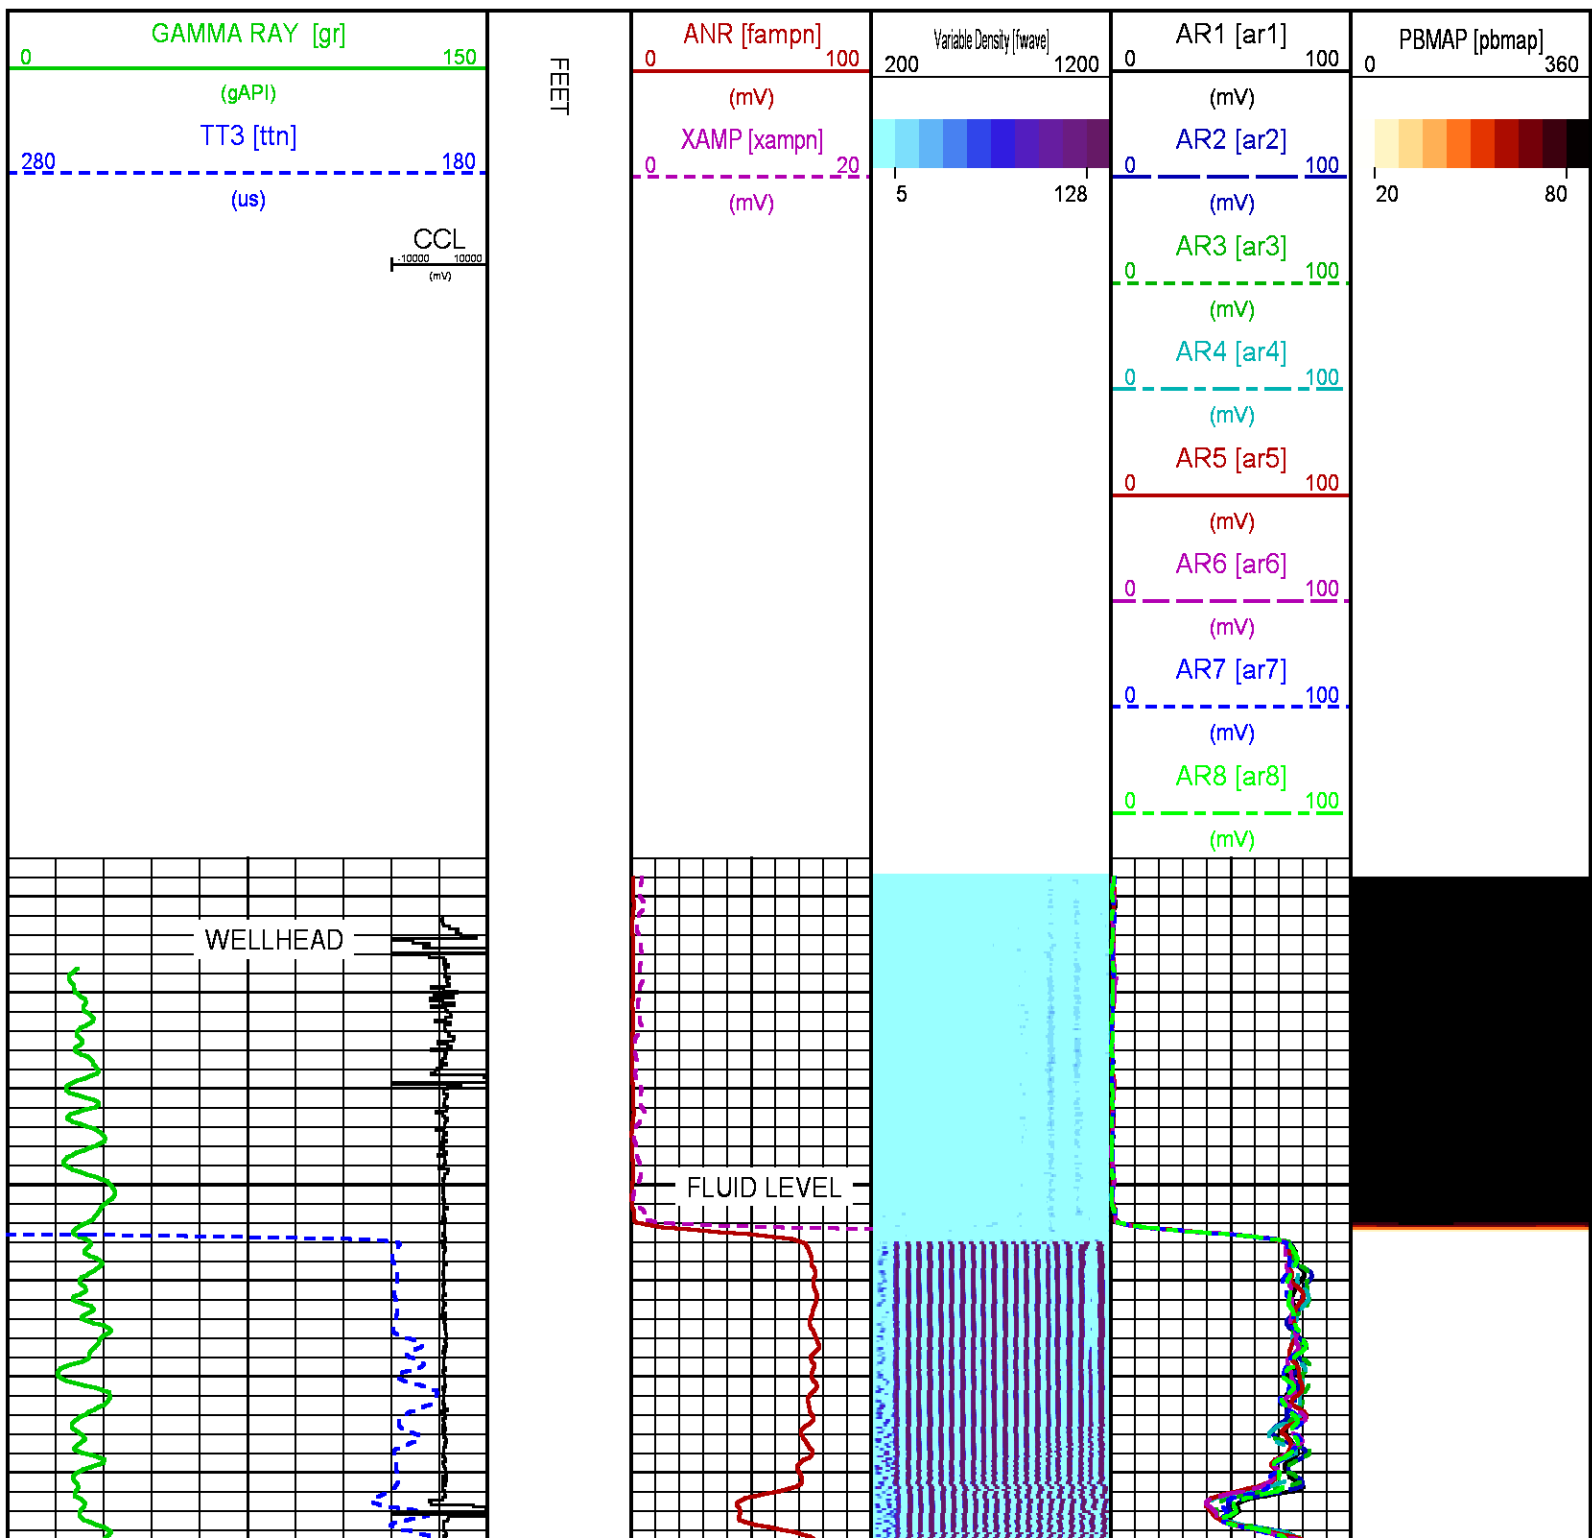 GAMMA RAY [gr]
0 150
(gAPI)
TT3 [ttn]
280 180
(us)
CCL
-10000 10000
(mV)
FEET
ANR [fampn]
0 100
(mV)
XAMP [xampn]
0 20
(mV)
Variable Density [fwave]
200 1200
5 128
AR1 [ar1]
0 100
(mV)
AR2 [ar2]
0 100
(mV)
AR3 [ar3]
0 100
(mV)
AR4 [ar4]
0 100
(mV)
AR5 [ar5]
0 100
(mV)
AR6 [ar6]
0 100
(mV)
AR7 [ar7]
0 100
(mV)
AR8 [ar8]
0 100
(mV)
PBMAP [pbmap]
0 360
20 80
WELLHEAD
FLUID LEVEL